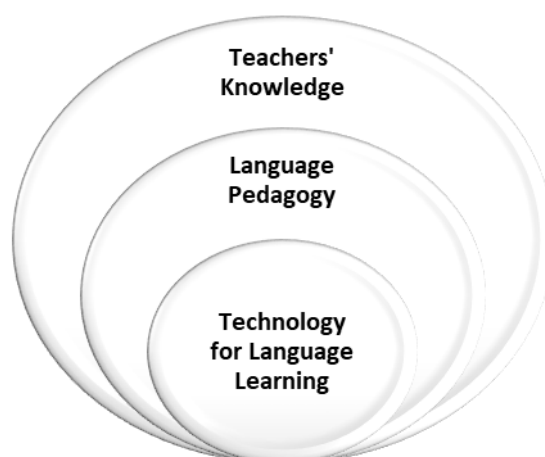 Teachers'
Knowledge
Language
Pedagogy
Technology
for Language
Learning